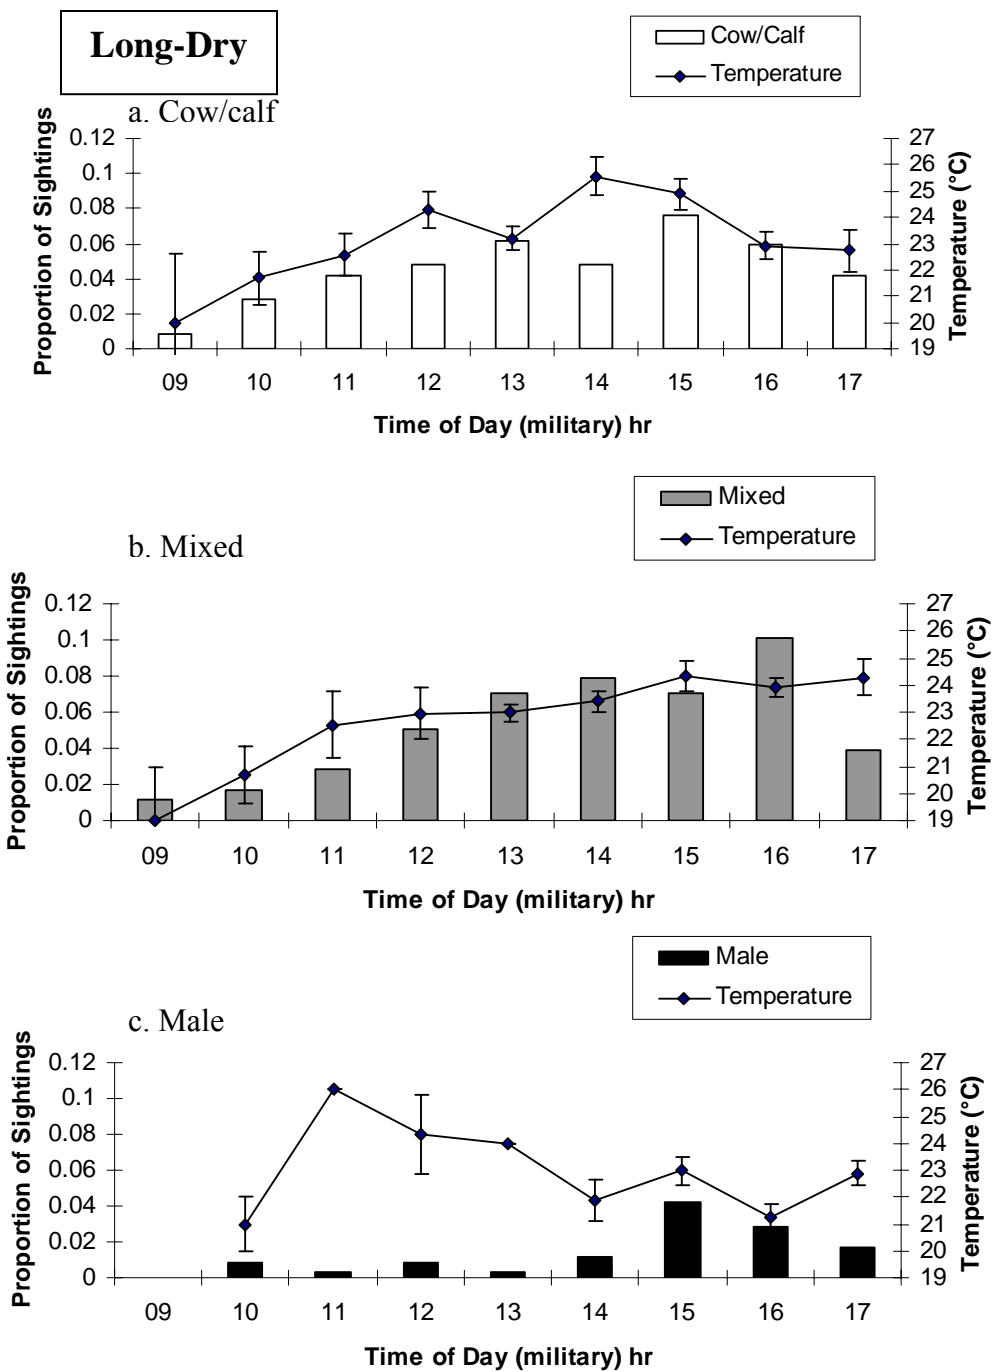 Long-Dry
Cow/Calf
Temperature
a. Cow/calf
Proportion of Sightings
0.12
0.1
0.08
0.06
0.04
0.02
0
27
26
25
24
23
22
21
20
19
Temperature (°C)
09 10 11 12 13 14 15 16 17
Time of Day (military) hr
Mixed
Temperature
b. Mixed
Proportion of Sightings
0.12
0.1
0.08
0.06
0.04
0.02
0
27
26
25
24
23
22
21
20
19
Temperature (°C)
09 10 11 12 13 14 15 16 17
Time of Day (military) hr
Male
Temperature
c. Male
Proportion of Sightings
0.12
0.1
0.08
0.06
0.04
0.02
0
27
26
25
24
23
22
21
20
19
Temperature (°C)
09 10 11 12 13 14 15 16 17
Time of Day (military) hr